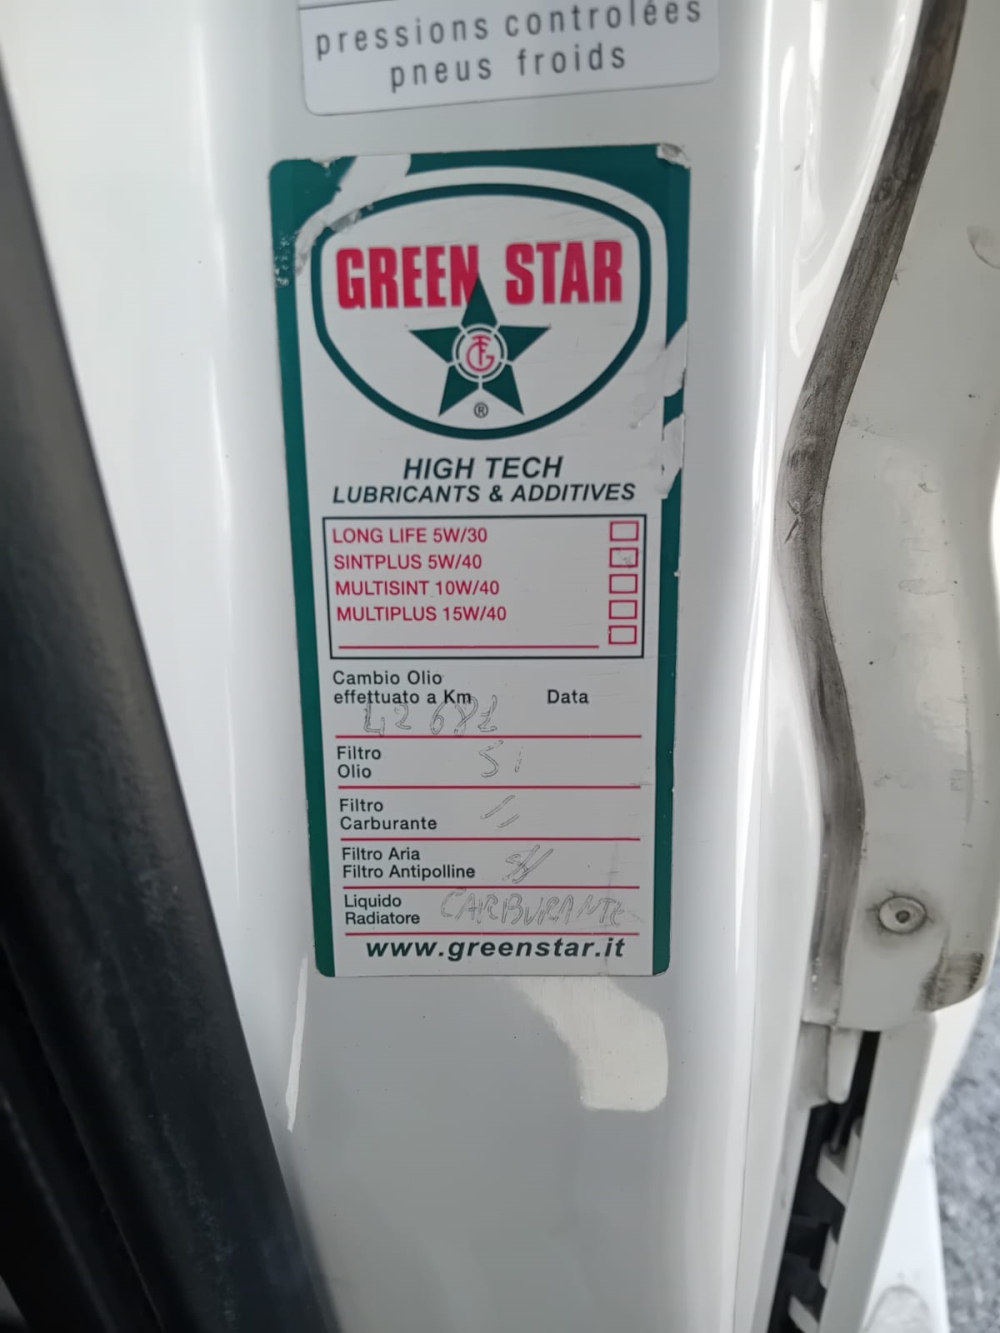 pressions controlées
pneus froids
GREEN STAR
®
HIGH TECH
LUBRICANTS & ADDITIVES
LONG LIFE 5W/30
SINTPLUS 5W/40
MULTISINT 10W/40
MULTIPLUS 15W/40
Cambio Olio
effettuato a Km Data
42681
Filtro
Olio Si
Filtro
Carburante
Filtro Aria
Filtro Antipolline
Liquido
Radiatore CARBURANTE
www.greenstar.it